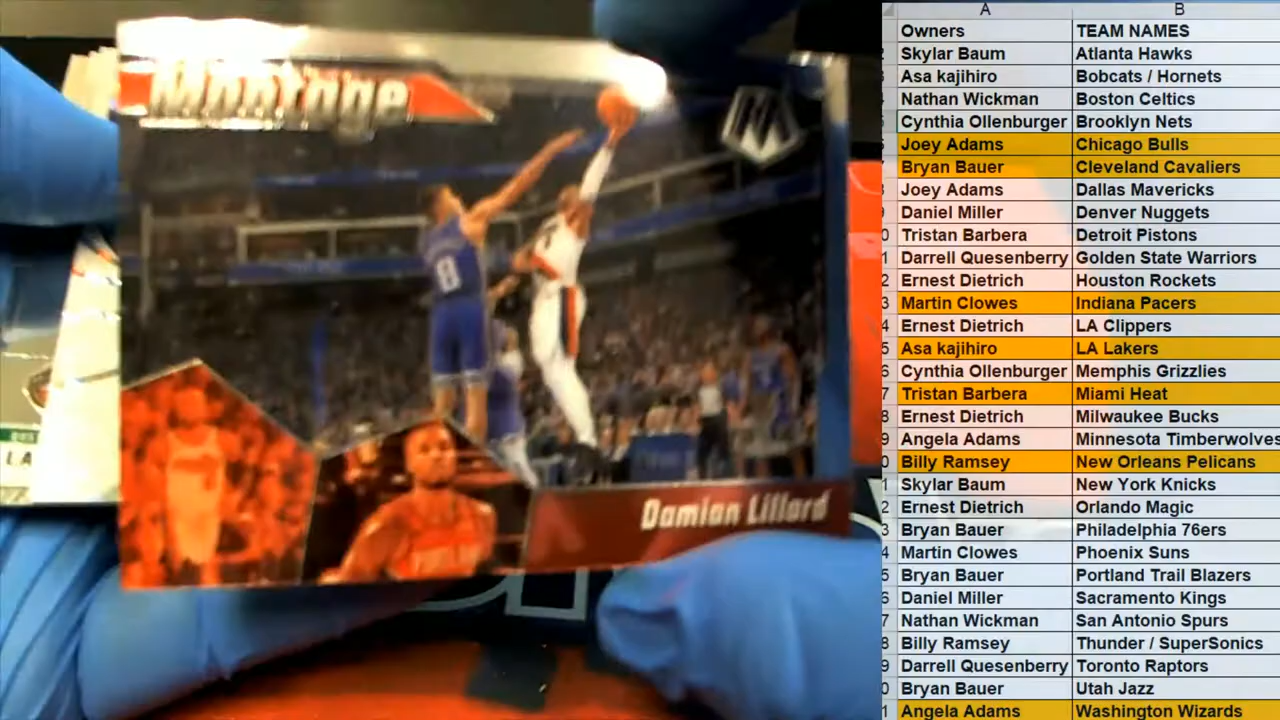 Montage
8
Damian Lillard
A B
Owners TEAM NAMES
Skylar Baum Atlanta Hawks
Asa kajihiro Bobcats / Hornets
Nathan Wickman Boston Celtics
Cynthia Ollenburger Brooklyn Nets
Joey Adams Chicago Bulls
Bryan Bauer Cleveland Cavaliers
Joey Adams Dallas Mavericks
Daniel Miller Denver Nuggets
Tristan Barbera Detroit Pistons
Darrell Quesenberry Golden State Warriors
Ernest Dietrich Houston Rockets
Martin Clowes Indiana Pacers
Ernest Dietrich LA Clippers
Asa kajihiro LA Lakers
Cynthia Ollenburger Memphis Grizzlies
Tristan Barbera Miami Heat
Ernest Dietrich Milwaukee Bucks
Angela Adams Minnesota Timberwolves
Billy Ramsey New Orleans Pelicans
Skylar Baum New York Knicks
Ernest Dietrich Orlando Magic
Bryan Bauer Philadelphia 76ers
Martin Clowes Phoenix Suns
Bryan Bauer Portland Trail Blazers
Daniel Miller Sacramento Kings
Nathan Wickman San Antonio Spurs
Billy Ramsey Thunder / SuperSonics
Darrell Quesenberry Toronto Raptors
Bryan Bauer Utah Jazz
Angela Adams Washington Wizards